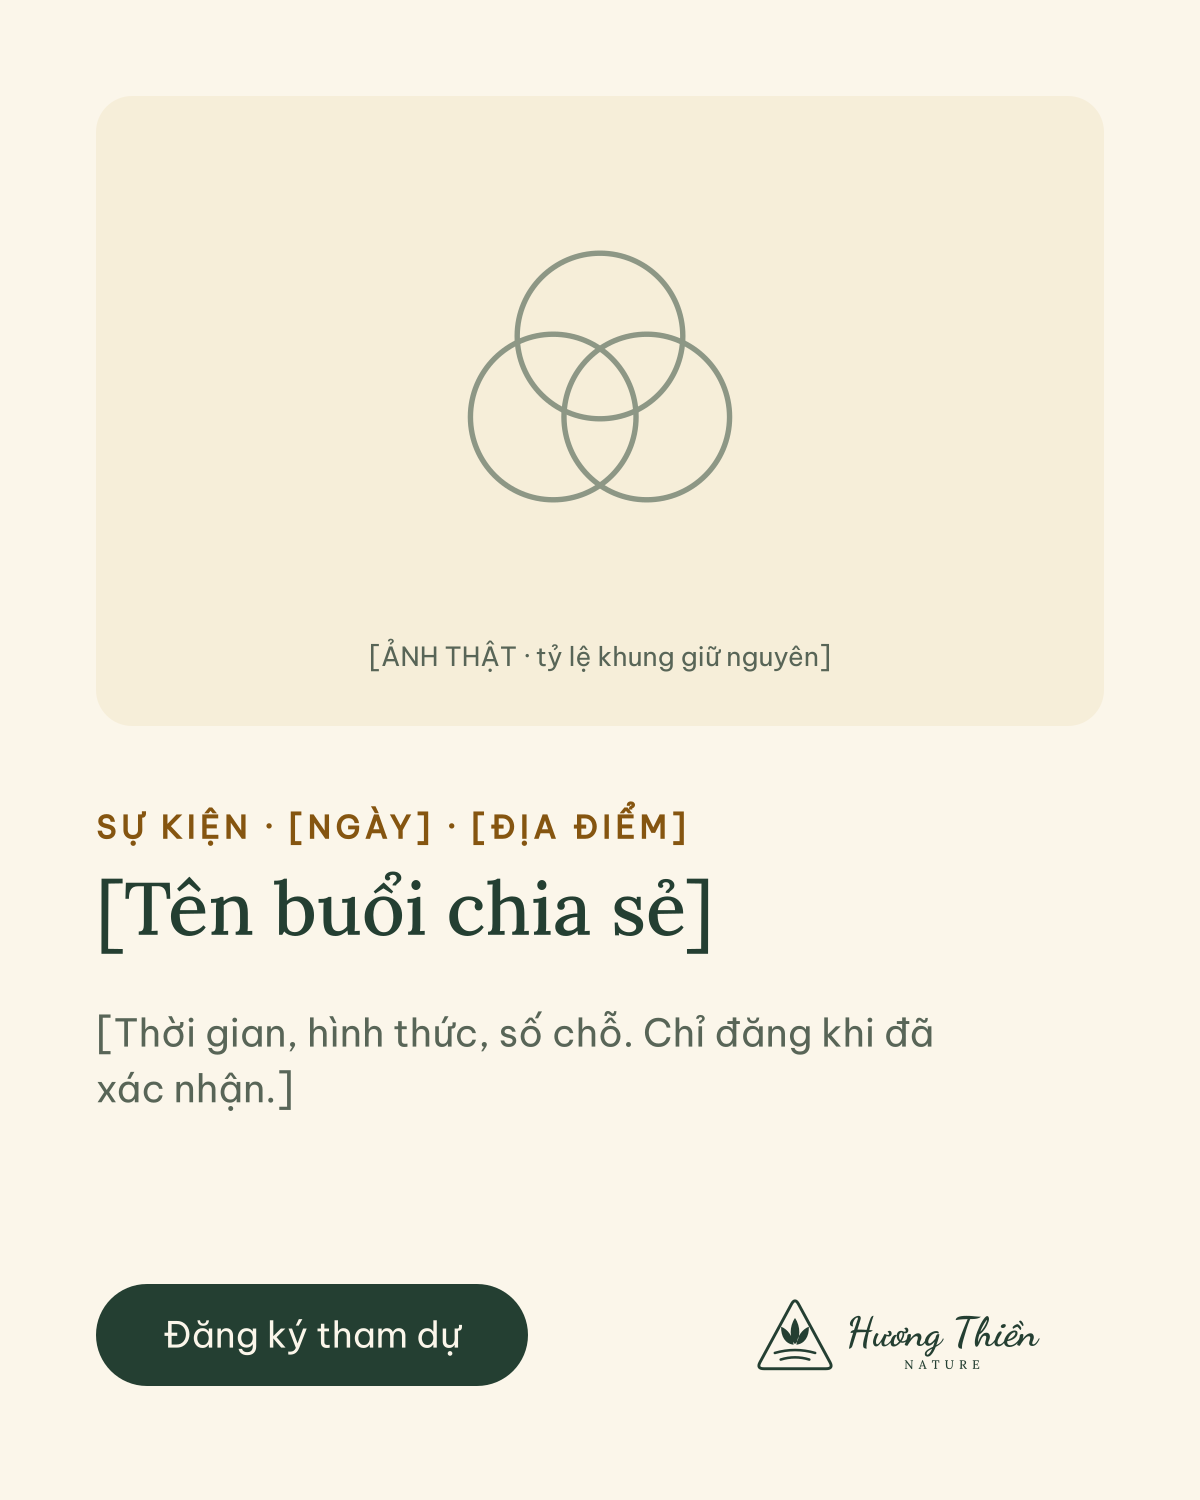 [ẢNH THẬT · tỷ lệ khung giữ nguyên]
SỰ KIỆN · [NGÀY] · [ĐỊA ĐIỂM]
[Tên buổi chia sẻ]
[Thời gian, hình thức, số chỗ. Chỉ đăng khi đã
xác nhận.]
Đăng ký tham dự
Hương Thiền
NATURE